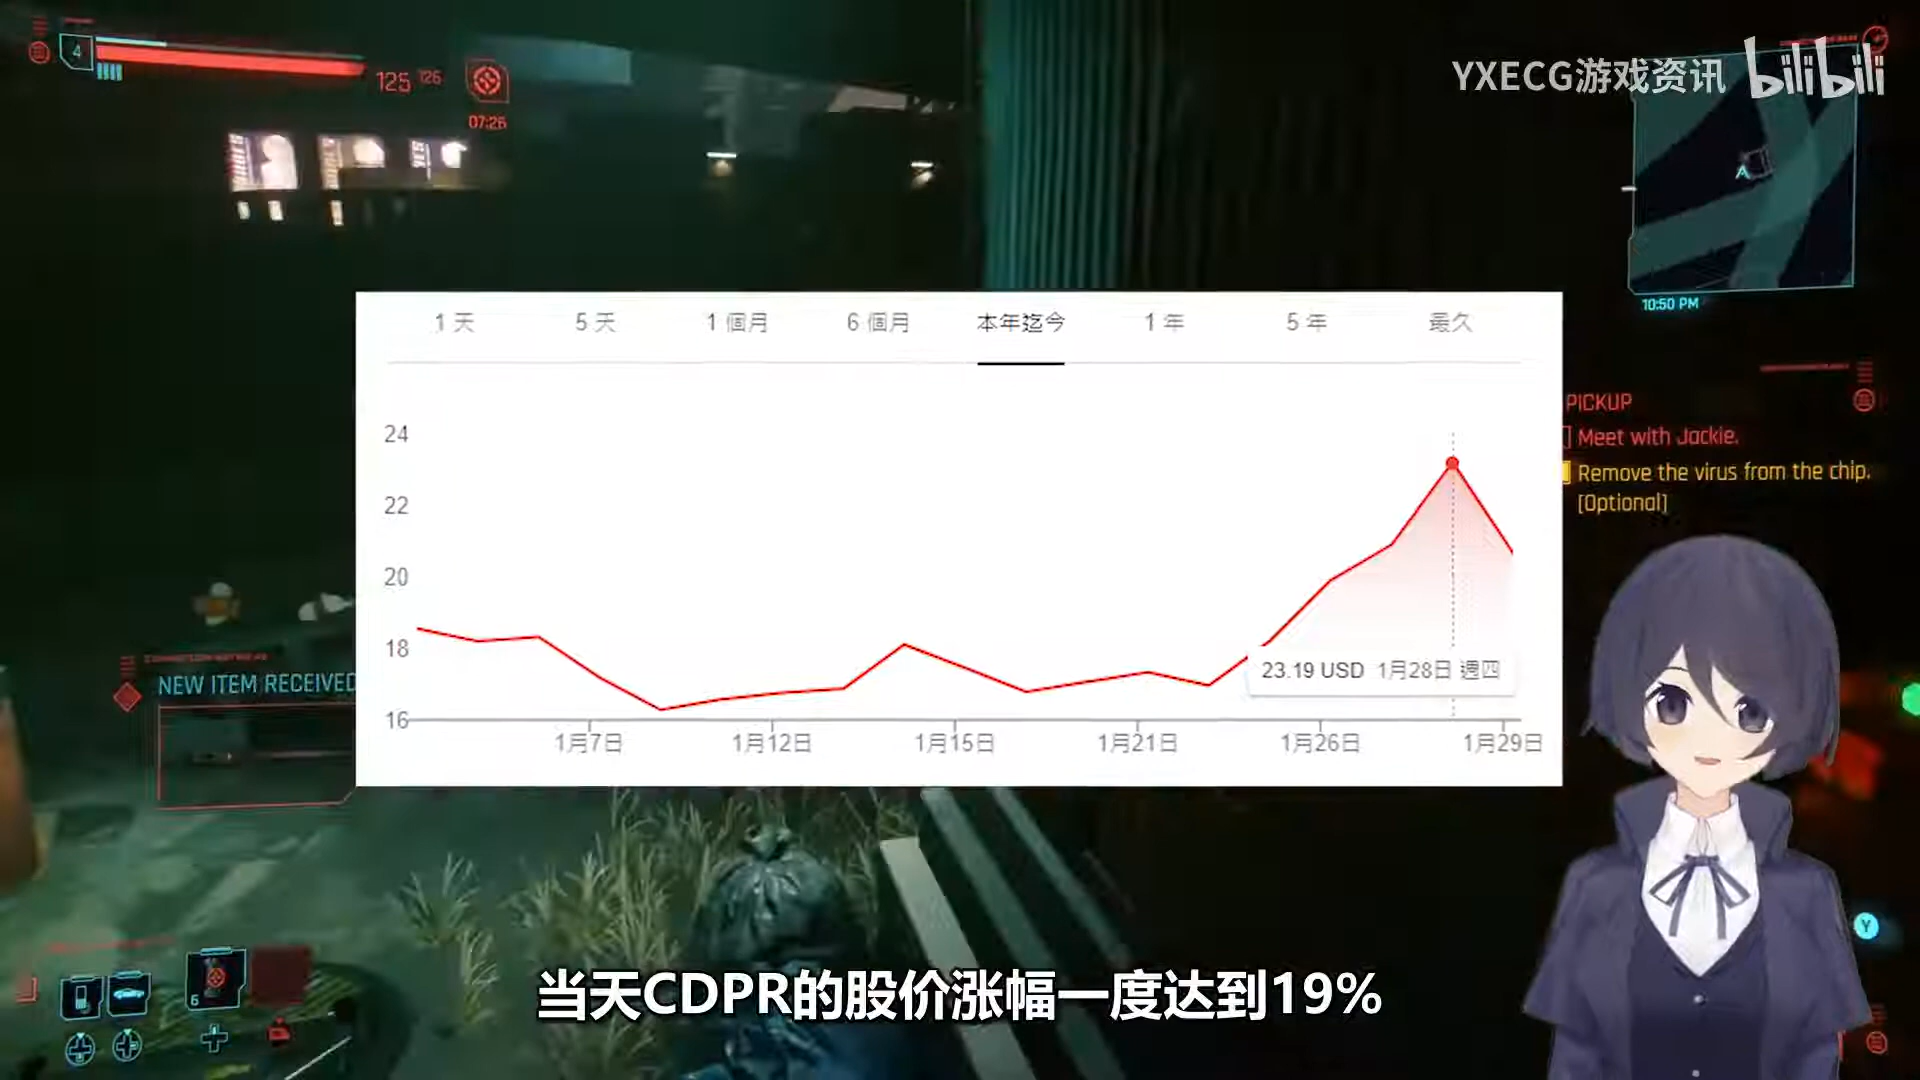 4
125 126
07:26
YXECG游戏资讯 bilibili
10:50 PM
1 天 5 天 1 個月 6 個月 本年迄今 1 年 5 年 最久
24
22
20
18
16
23.19 USD 1月28日 週四
1月7日 1月12日 1月15日 1月21日 1月26日 1月29日
PICKUP
Meet with Jackie.
Remove the virus from the chip.
[Optional]
NEW ITEM RECEIVED
6
Y
当天CDPR的股价涨幅一度达到19%